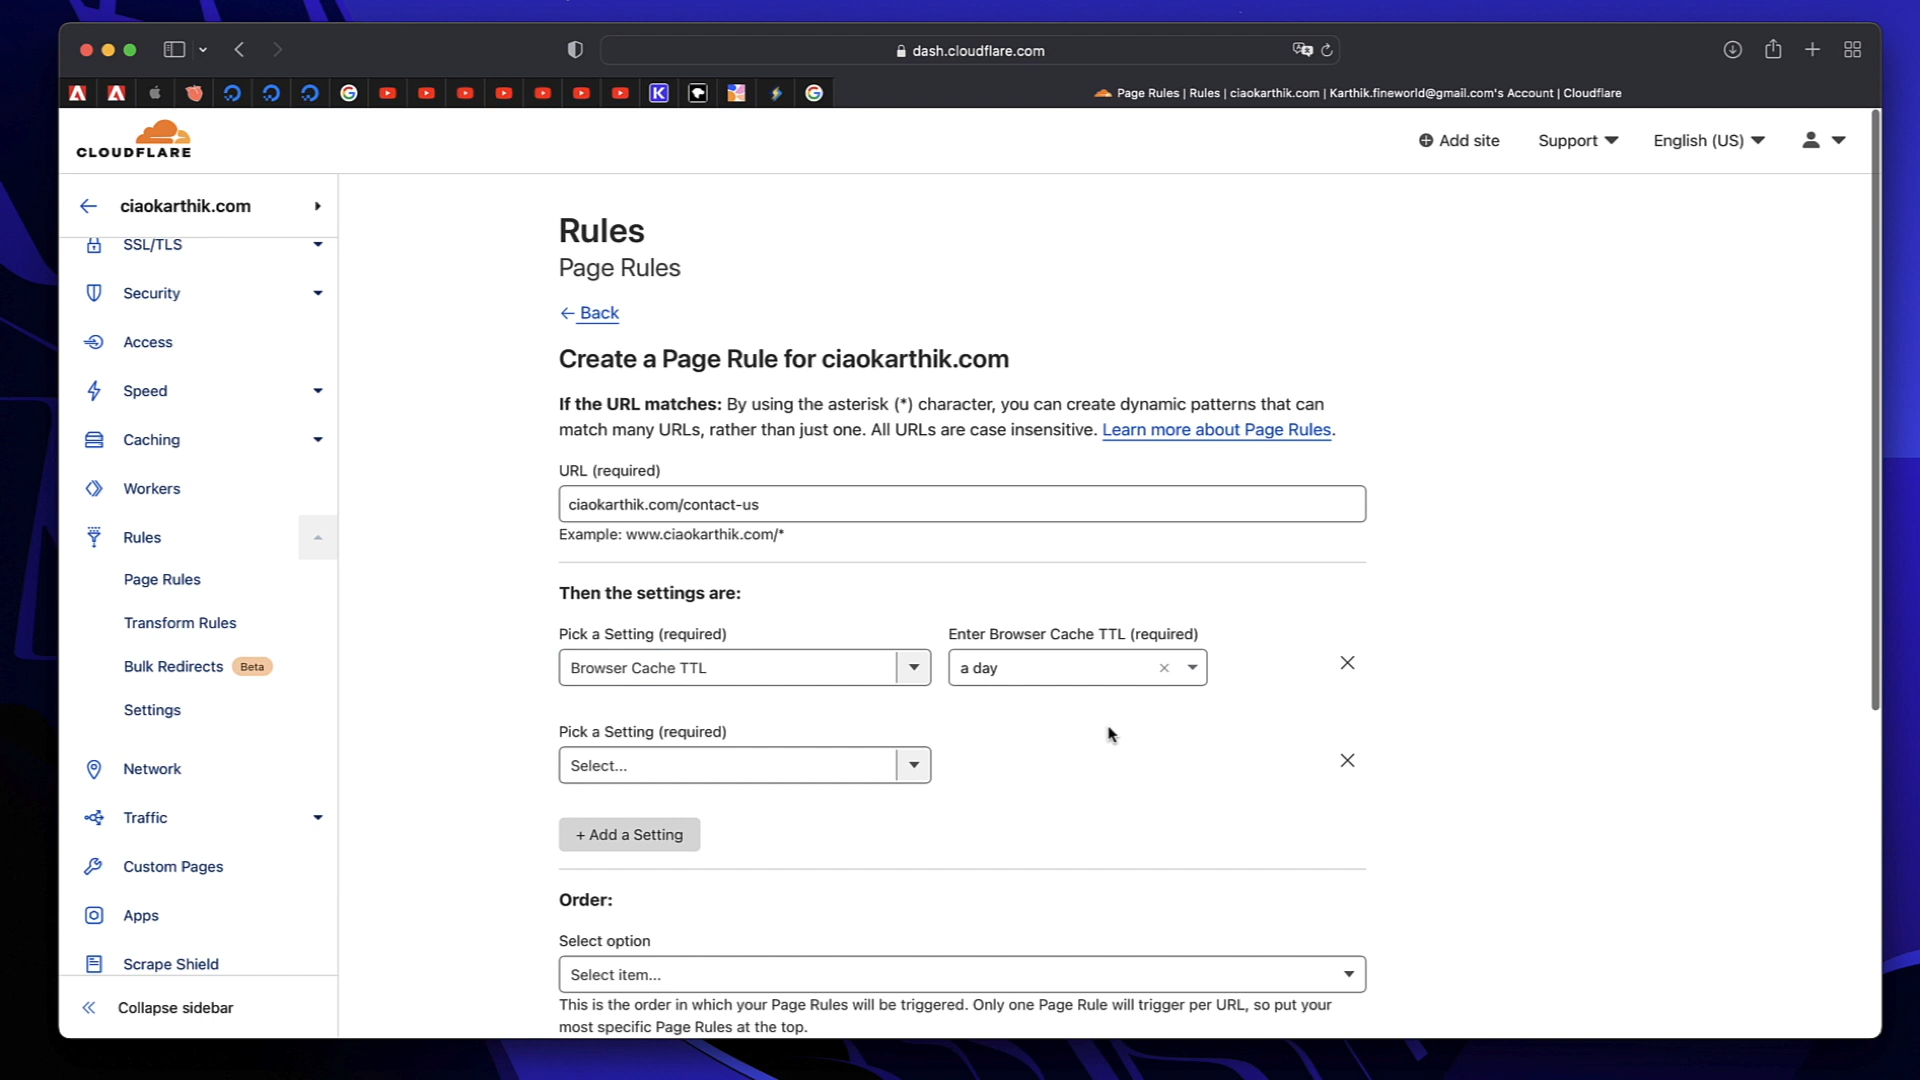 dash.cloudflare.com
Page Rules | Rules | ciaokarthik.com | Karthik.fineworld@gmail.com's Account | Cloudflare
CLOUDFLARE
Add site
Support
English (US)
ciaokarthik.com
SSL/TLS
Security
Access
Speed
Caching
Workers
Rules
Page Rules
Transform Rules
Bulk Redirects Beta
Settings
Network
Traffic
Custom Pages
Apps
Scrape Shield
Collapse sidebar
Rules
Page Rules
← Back
Create a Page Rule for ciaokarthik.com
If the URL matches: By using the asterisk (*) character, you can create dynamic patterns that can
match many URLs, rather than just one. All URLs are case insensitive. Learn more about Page Rules.
URL (required)
ciaokarthik.com/contact-us
Example: www.ciaokarthik.com/*
Then the settings are:
Pick a Setting (required)
Enter Browser Cache TTL (required)
Browser Cache TTL
a day
Pick a Setting (required)
Select...
+ Add a Setting
Order:
Select option
Select item...
This is the order in which your Page Rules will be triggered. Only one Page Rule will trigger per URL, so put your
most specific Page Rules at the top.